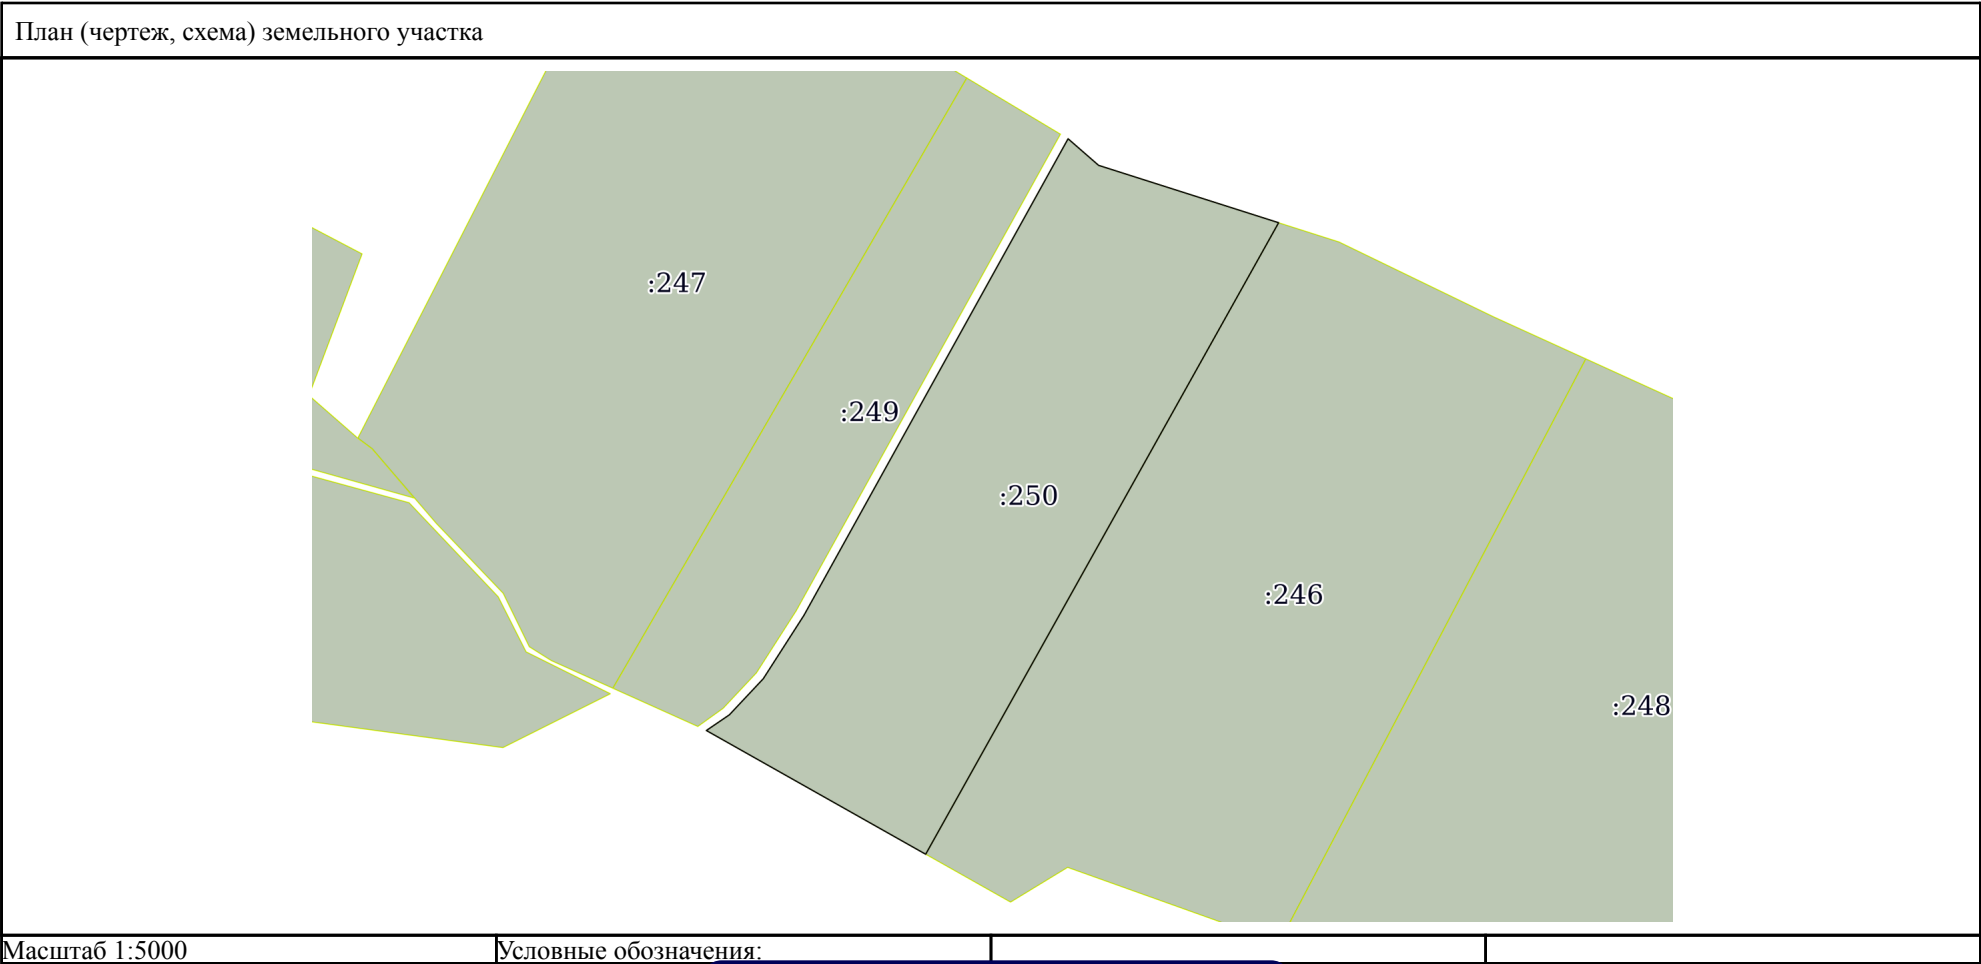 План (чертеж, схема) земельного участка
:247
:249
:250
:246
:248
Масштаб 1:5000
Условные обозначения: